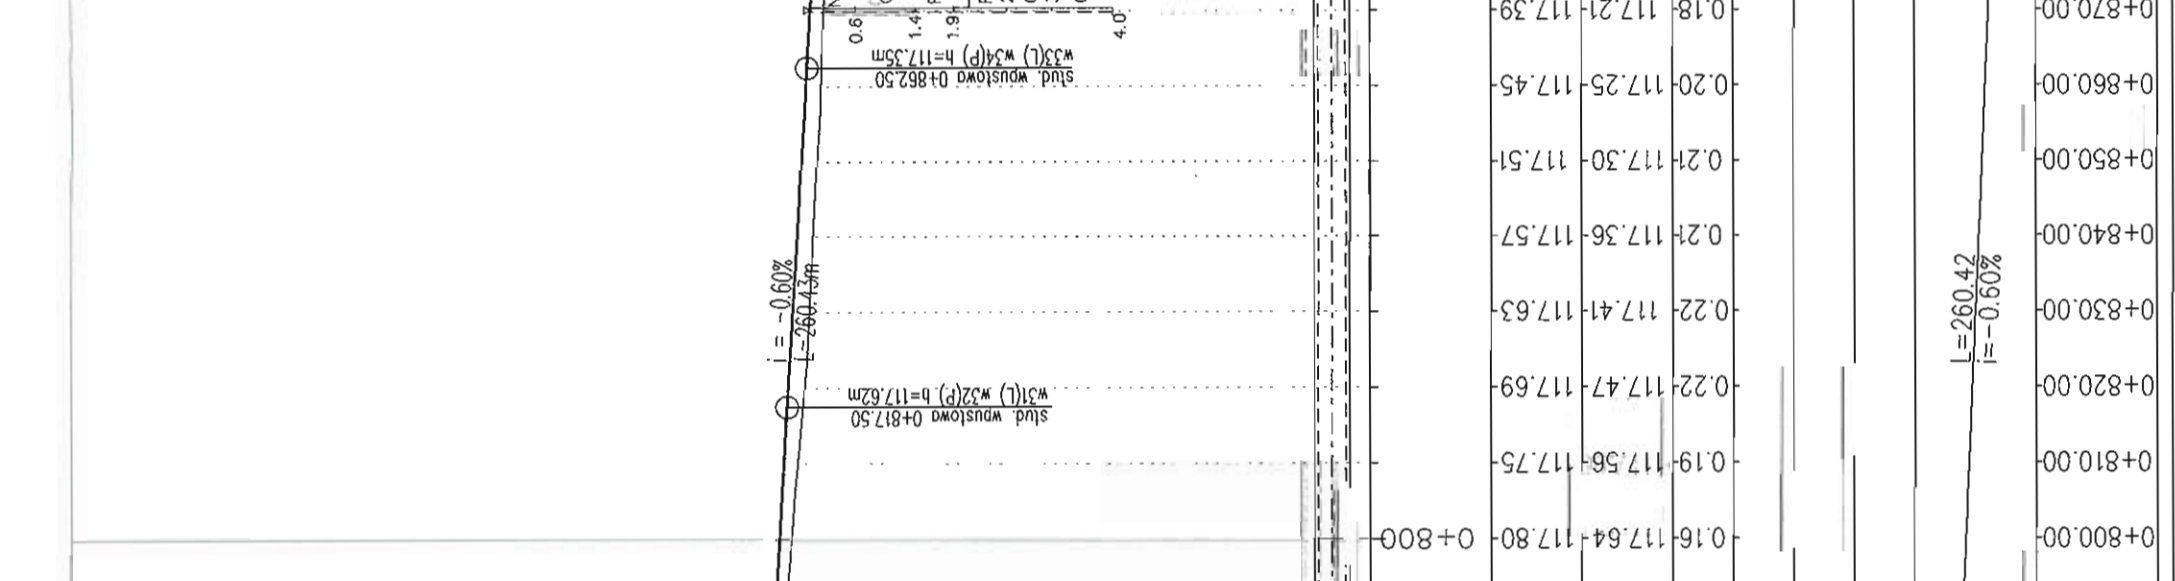 0+800.00 0.16 117.64 117.80 0+800
0+810.00 0.19 117.56 117.75
stud. wpustowa 0+817.50
w31(L) w32(P) h=117.62m
0+820.00 0.22 117.47 117.69
L=260.42
i=-0.60%
i = -0.60%
L=260.43m
0+830.00 0.22 117.41 117.63
0+840.00 0.21 117.36 117.57
0+850.00 0.21 117.30 117.51
0+860.00 0.20 117.25 117.45
stud. wpustowa 0+862.50
w33(L) w34(P) h=117.35m
0+870.00 0.18 117.21 117.39
0.6
1.4
1.9
4.0